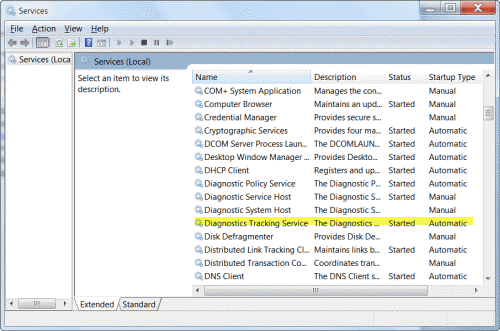 Services
File Action View Help
Services (Loca
Services (Local)
Select an item to view its description.
Name Description Status Startup Type
COM+ System Application Manages the con... Manual
Computer Browser Maintains an upd... Started Manual
Credential Manager Provides secure s... Manual
Cryptographic Services Provides four ma... Started Automatic
DCOM Server Process Laun... The DCOMLAUN... Started Automatic
Desktop Window Manager ... Provides Deskto... Started Automatic
DHCP Client Registers and up... Started Automatic
Diagnostic Policy Service The Diagnostic P... Started Automatic
Diagnostic Service Host The Diagnostic S... Started Manual
Diagnostic System Host The Diagnostic S... Manual
Diagnostics Tracking Service The Diagnostics ... Started Automatic
Disk Defragmenter Provides Disk De... Manual
Distributed Link Tracking Cl... Maintains links b... Started Automatic
Distributed Transaction Co... Coordinates tran... Manual
DNS Client The DNS Client s... Started Automatic
Extended Standard